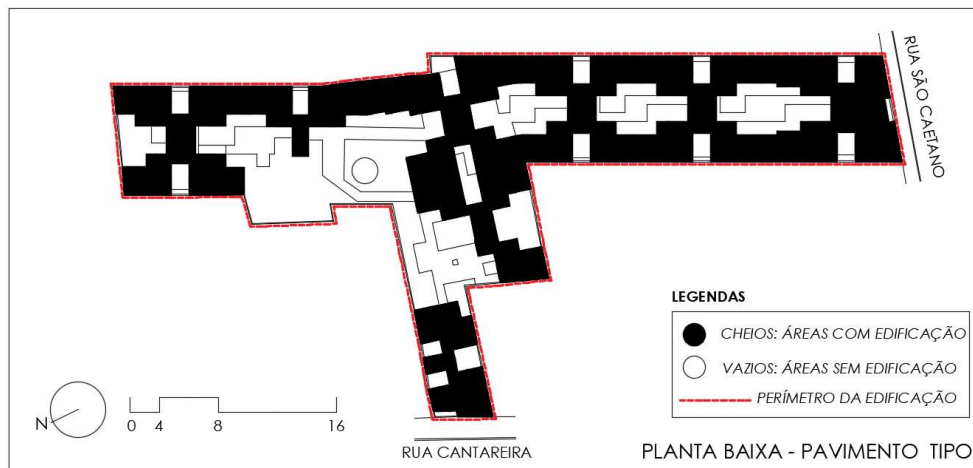 RUA SÃO CAETANO
LEGENDAS
CHEIOS: ÁREAS COM EDIFICAÇÃO
VAZIOS: ÁREAS SEM EDIFICAÇÃO
PERÍMETRO DA EDIFICAÇÃO
N
0 4 8 16
RUA CANTAREIRA
PLANTA BAIXA - PAVIMENTO TIPO